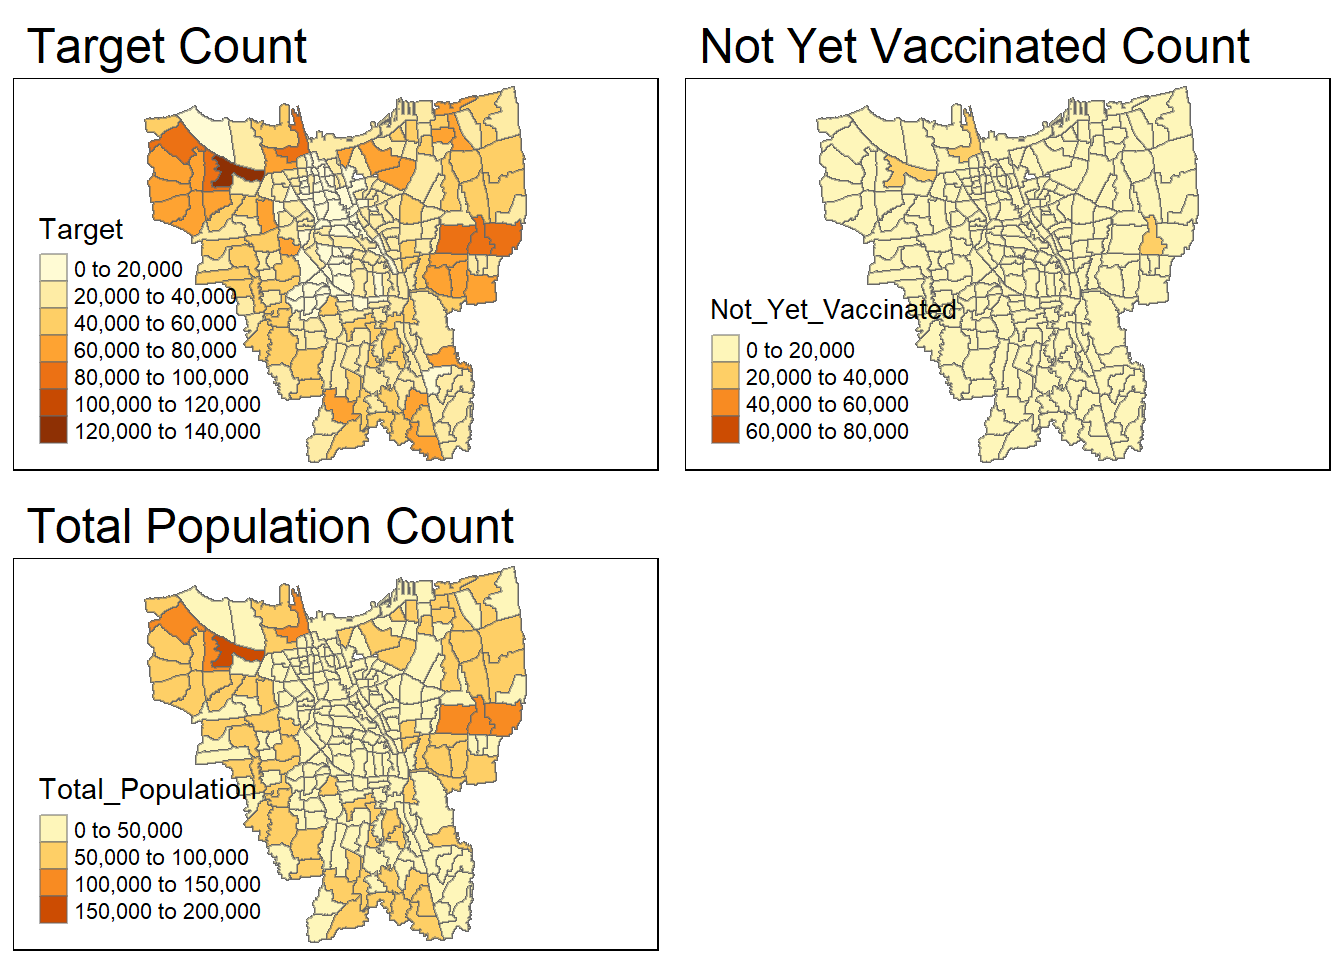 Target Count
Target
0 to 20,000
20,000 to 40,000
40,000 to 60,000
60,000 to 80,000
80,000 to 100,000
100,000 to 120,000
120,000 to 140,000
Not Yet Vaccinated Count
Not_Yet_Vaccinated
0 to 20,000
20,000 to 40,000
40,000 to 60,000
60,000 to 80,000
Total Population Count
Total_Population
0 to 50,000
50,000 to 100,000
100,000 to 150,000
150,000 to 200,000